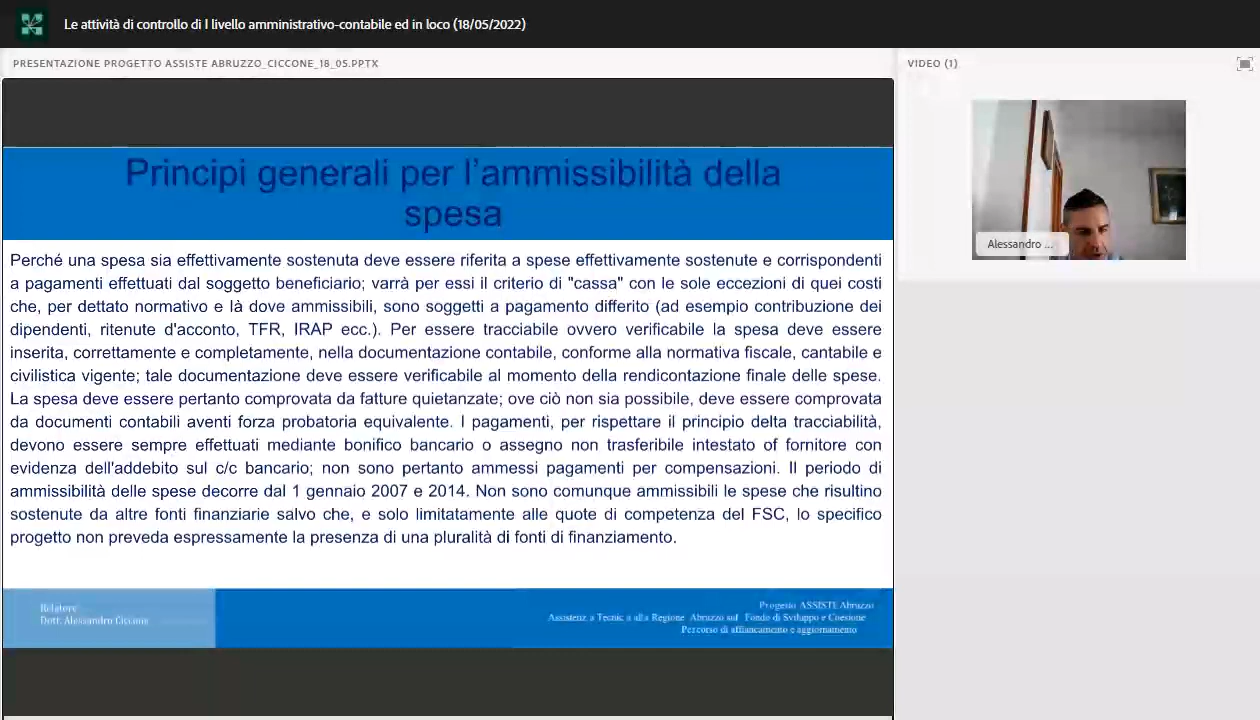 Le attività di controllo di I livello amministrativo-contabile ed in loco (18/05/2022)
PRESENTAZIONE PROGETTO ASSISTE ABRUZZO_CICCONE_18_05.PPTX
VIDEO (1)
Alessandro ...
Principi generali per l’ammissibilità della
spesa
Perché una spesa sia effettivamente sostenuta deve essere riferita a spese effettivamente sostenute e corrispondenti
a pagamenti effettuati dal soggetto beneficiario; varrà per essi il criterio di "cassa" con le sole eccezioni di quei costi
che, per dettato normativo e là dove ammissibili, sono soggetti a pagamento differito (ad esempio contribuzione dei
dipendenti, ritenute d'acconto, TFR, IRAP ecc.). Per essere tracciabile ovvero verificabile la spesa deve essere
inserita, correttamente e completamente, nella documentazione contabile, conforme alla normativa fiscale, cantabile e
civilistica vigente; tale documentazione deve essere verificabile al momento della rendicontazione finale delle spese.
La spesa deve essere pertanto comprovata da fatture quietanzate; ove ciò non sia possibile, deve essere comprovata
da documenti contabili aventi forza probatoria equivalente. I pagamenti, per rispettare il principio delta tracciabilità,
devono essere sempre effettuati mediante bonifico bancario o assegno non trasferibile intestato of fornitore con
evidenza dell'addebito sul c/c bancario; non sono pertanto ammessi pagamenti per compensazioni. Il periodo di
ammissibilità delle spese decorre dal 1 gennaio 2007 e 2014. Non sono comunque ammissibili le spese che risultino
sostenute da altre fonti finanziarie salvo che, e solo limitatamente alle quote di competenza del FSC, lo specifico
progetto non preveda espressamente la presenza di una pluralità di fonti di finanziamento.
Relatore
Dott. Alessandro Ciccone
Progetto ASSISTE Abruzzo
Assistenza Tecnica alla Regione Abruzzo sul Fondo di Sviluppo e Coesione
Percorso di affiancamento e aggiornamento